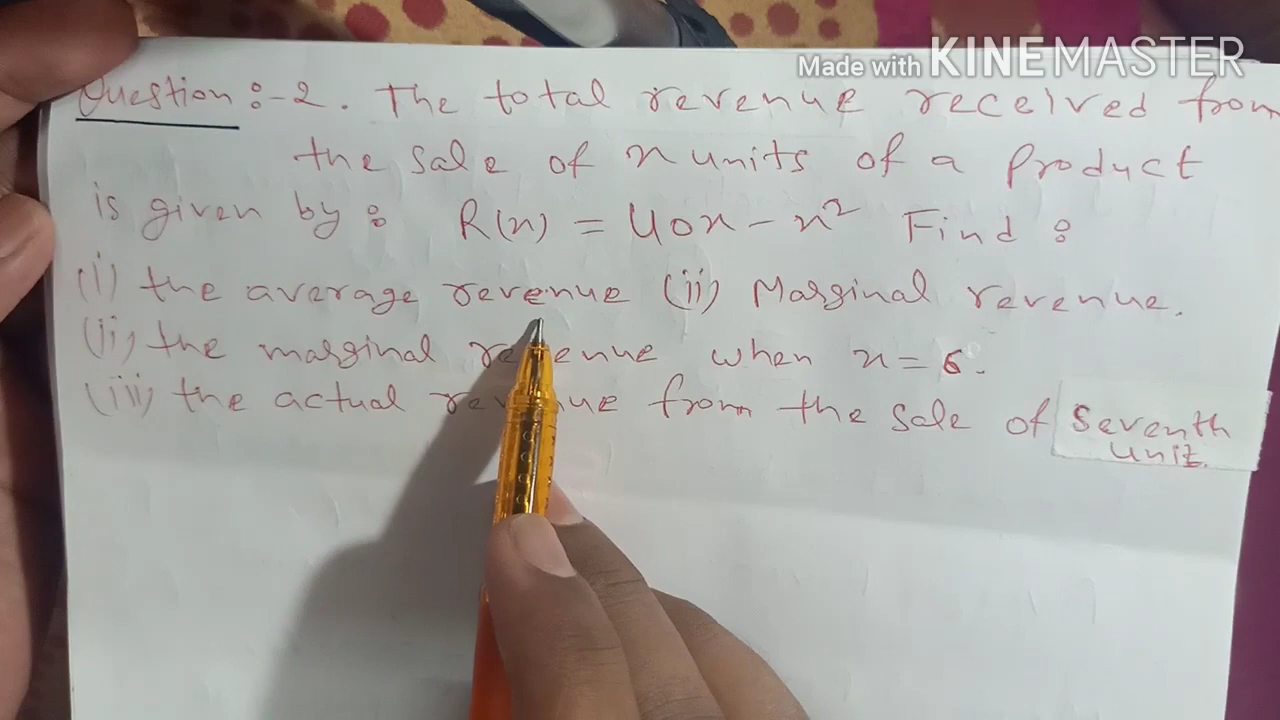 Made with KINEMASTER
Question :- 2. The total revenue received from
the sale of x units of a product
is given by : R(x) = 40x - x² Find :
(i) the average revenue (ii) Marginal revenue.
(ii) the marginal revenue when x = 6.
(iii) the actual revenue from the sale of Seventh
unit.